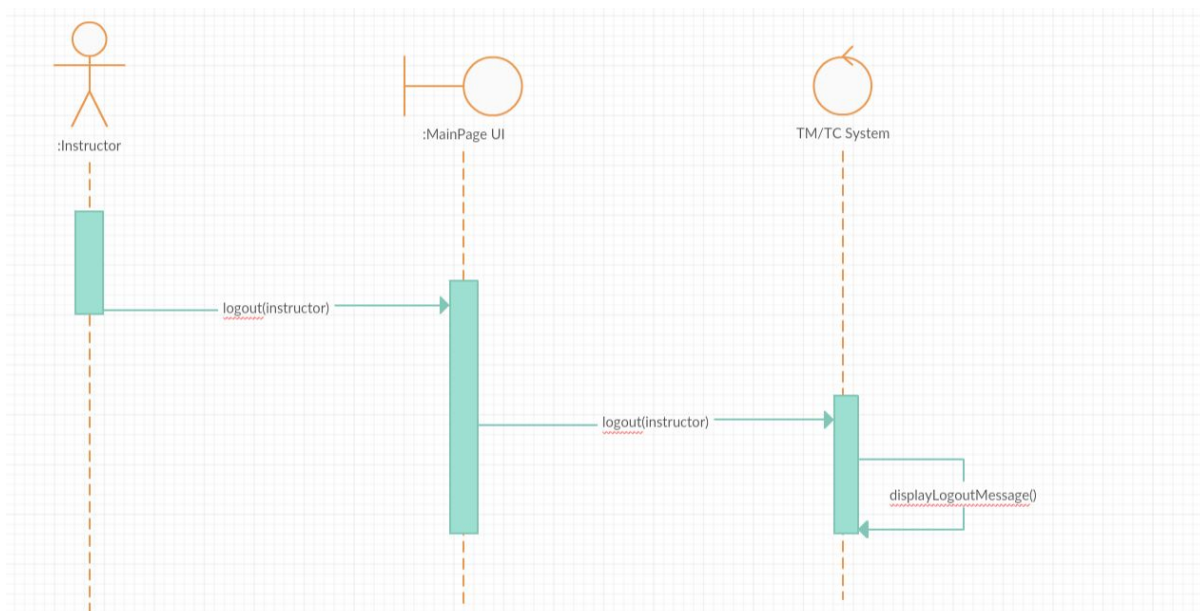 :Instructor
:MainPage UI
TM/TC System
logout(instructor)
logout(instructor)
displayLogoutMessage()